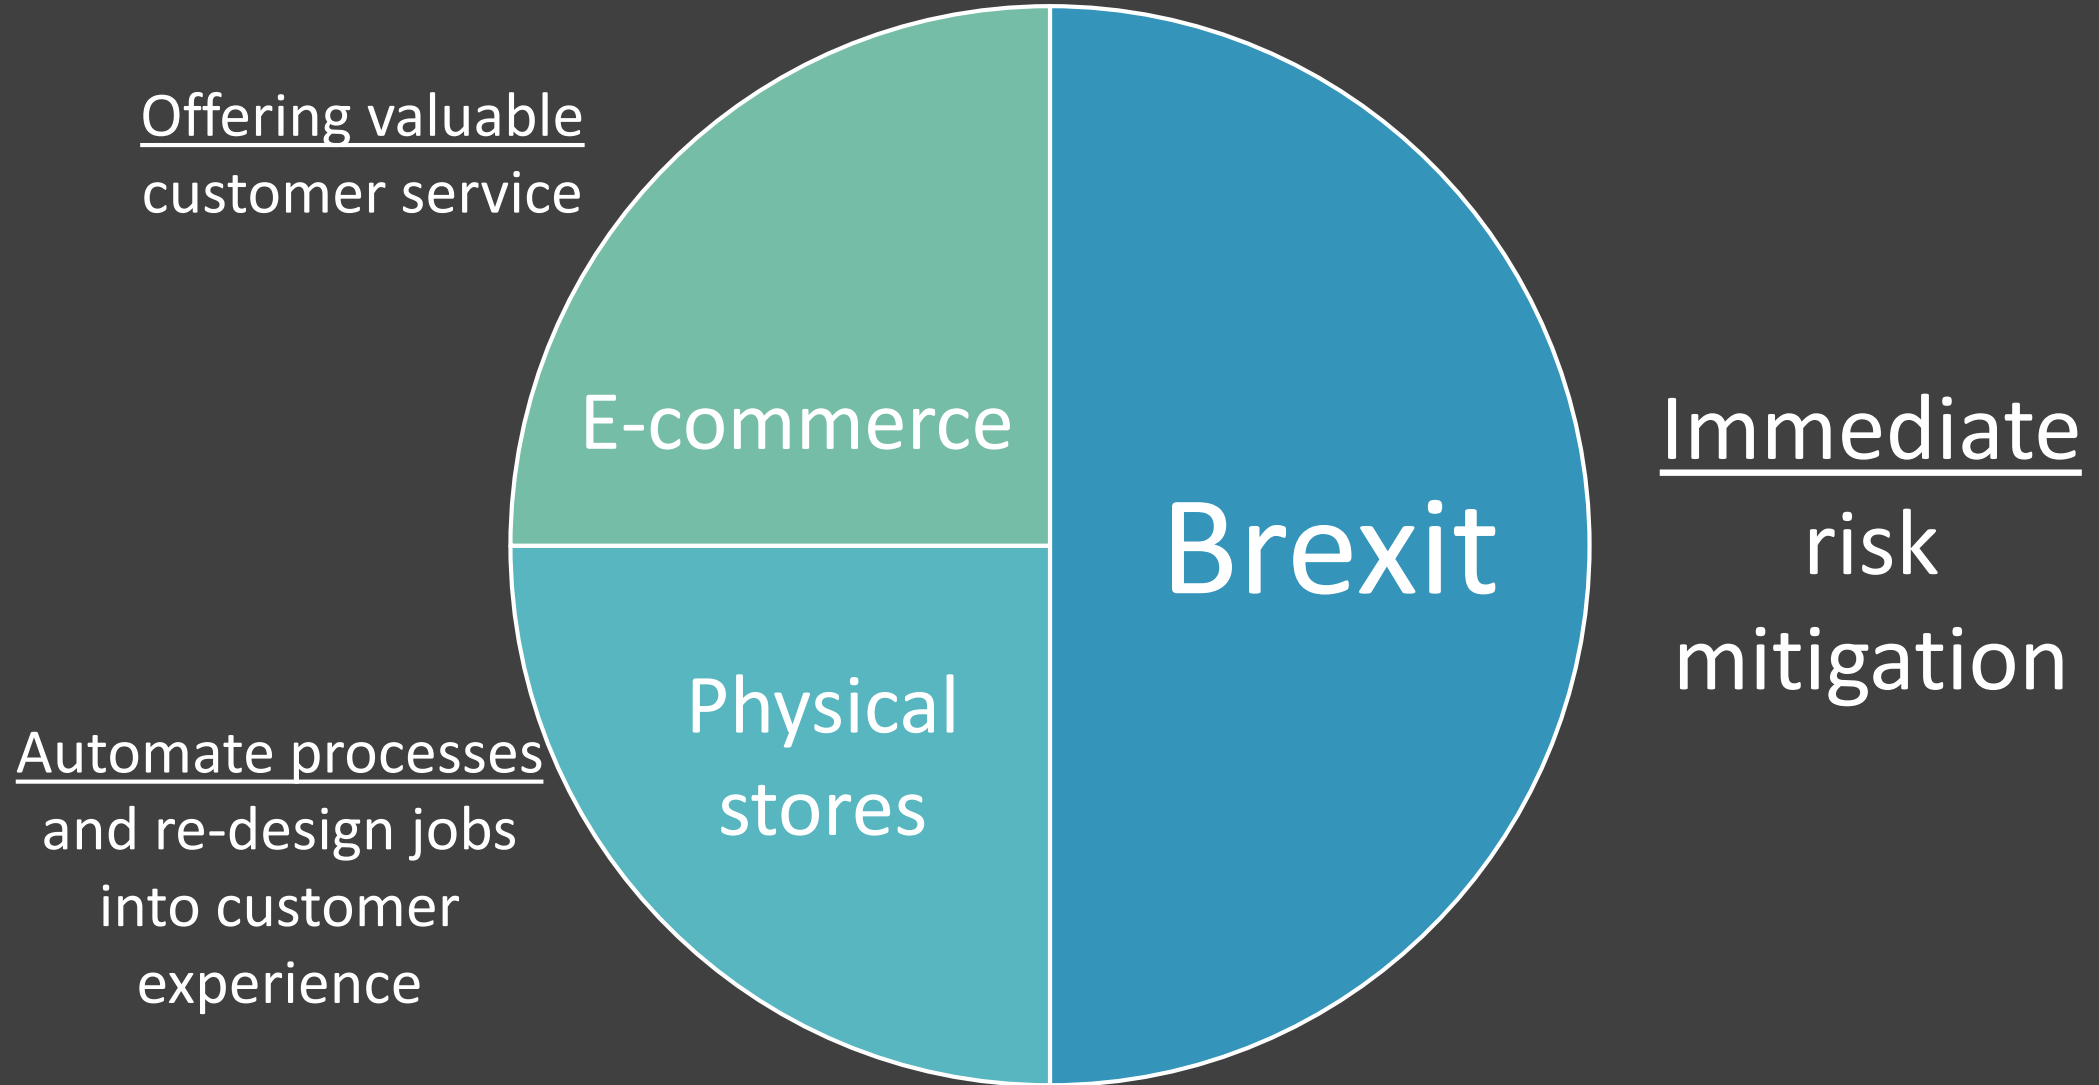 Offering valuable
customer service
E-commerce
Brexit
Immediate
risk
mitigation
Physical
stores
Automate processes
and re-design jobs
into customer
experience